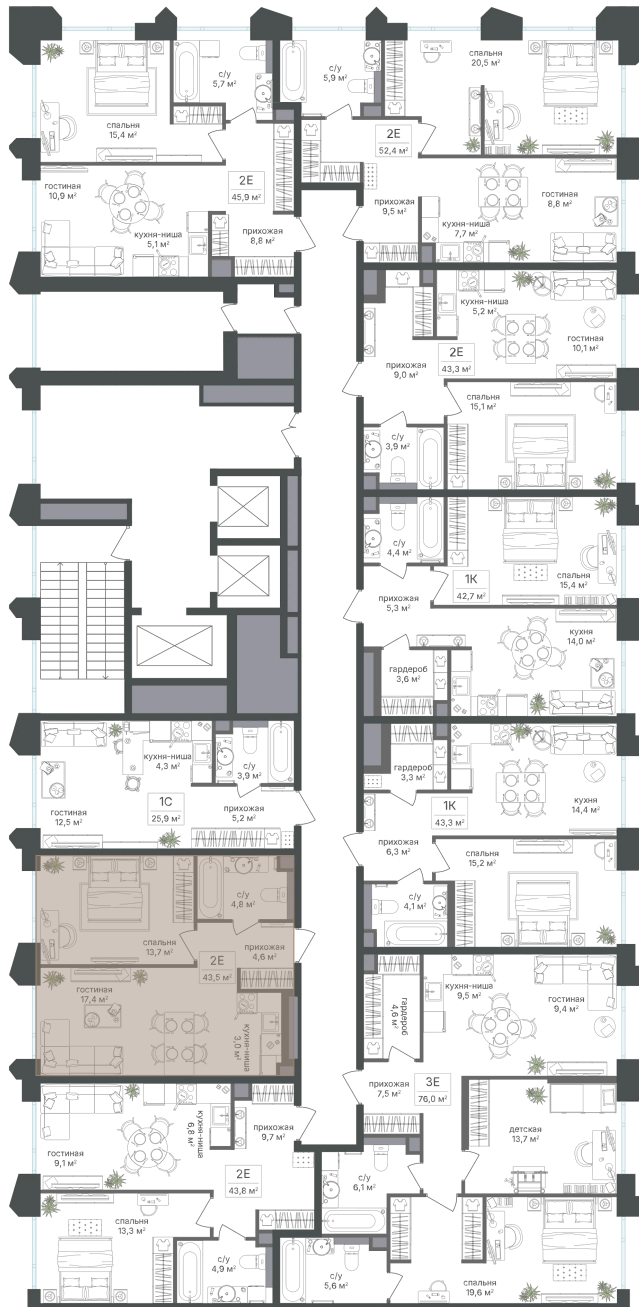 с/у
5,7 м²
с/у
5,9 м²
спальня
20,5 м²
спальня
15,4 м²
2Е
52,4 м²
гостиная
10,9 м²
2Е
45,9 м²
кухня-ниша
5,1 м²
прихожая
8,8 м²
прихожая
9,5 м²
кухня-ниша
7,7 м²
гостиная
8,8 м²
кухня-ниша
5,2 м²
гостиная
10,1 м²
2Е
43,3 м²
прихожая
9,0 м²
спальня
15,1 м²
с/у
3,9 м²
с/у
4,4 м²
спальня
15,4 м²
1К
42,7 м²
прихожая
5,3 м²
кухня
14,0 м²
гардероб
3,6 м²
кухня-ниша
4,3 м²
с/у
3,9 м²
гостиная
12,5 м²
1С
25,9 м²
прихожая
5,2 м²
гардероб
3,3 м²
кухня
14,4 м²
1К
43,3 м²
прихожая
6,3 м²
спальня
15,2 м²
с/у
4,1 м²
с/у
4,8 м²
спальня
13,7 м²
прихожая
4,6 м²
2Е
43,5 м²
гостиная
17,4 м²
кухня-ниша
3,0 м²
кухня-ниша
9,5 м²
гостиная
9,4 м²
гардероб
4,6 м²
прихожая
7,5 м²
3Е
76,0 м²
детская
13,7 м²
кухня-ниша
6,8 м²
прихожая
9,7 м²
гостиная
9,1 м²
2Е
43,8 м²
с/у
6,1 м²
спальня
13,3 м²
с/у
4,9 м²
с/у
5,6 м²
спальня
19,6 м²